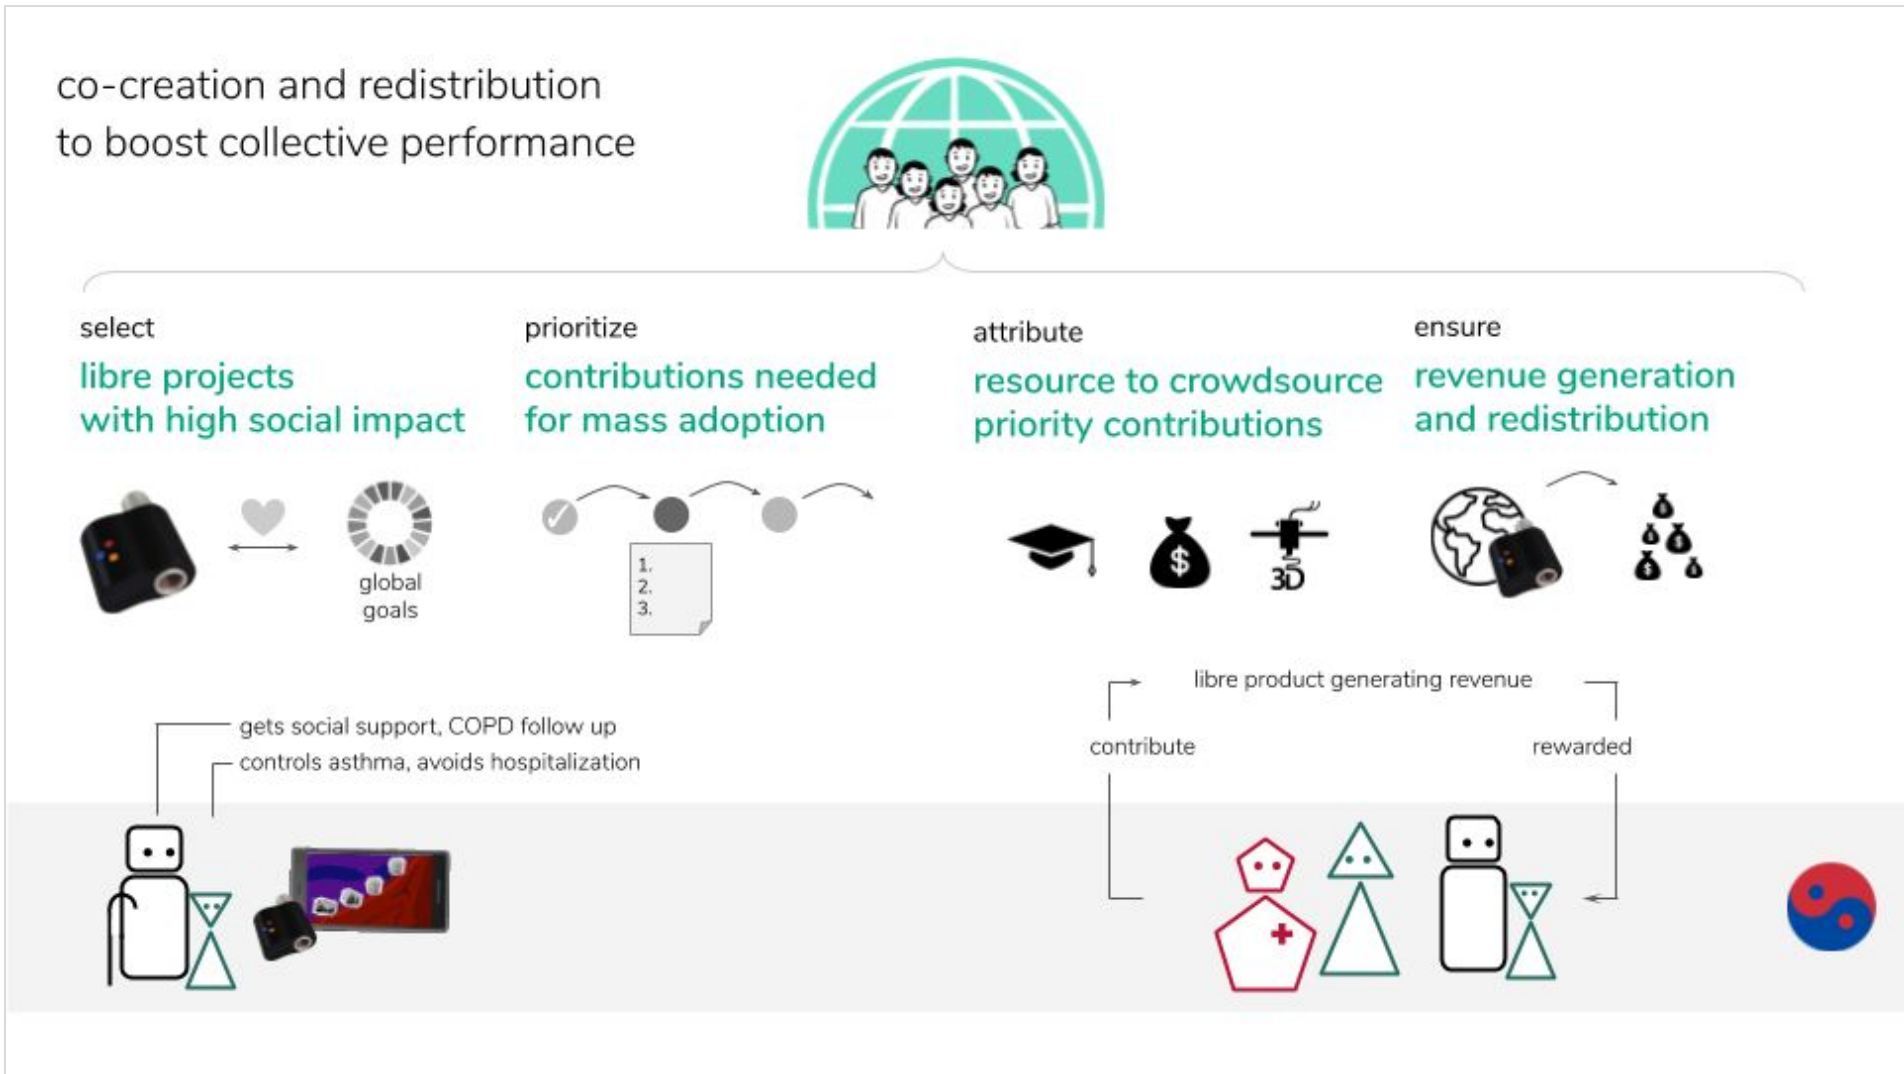 co-creation and redistribution
to boost collective performance
select
libre projects
with high social impact
prioritize
contributions needed
for mass adoption
attribute
resource to crowdsource
priority contributions
ensure
revenue generation
and redistribution
global
goals
1.
2.
3.
$
3D
$
gets social support, COPD follow up
controls asthma, avoids hospitalization
libre product generating revenue
contribute
rewarded